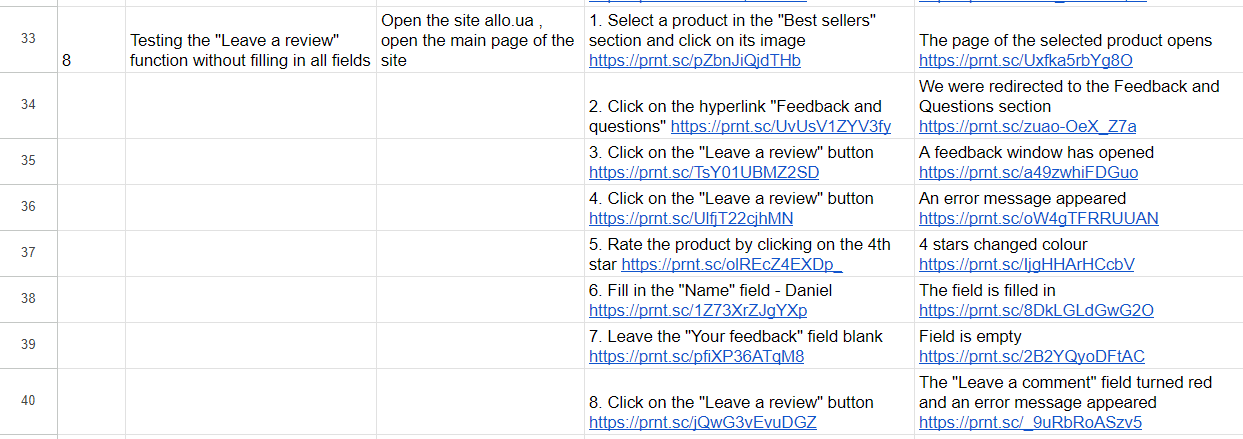 33
8
Testing the "Leave a review"
function without filling in all fields
Open the site allo.ua ,
open the main page of the
site
1. Select a product in the "Best sellers"
section and click on its image
https://prnt.sc/pZbnJiQjdTHb
The page of the selected product opens
https://prnt.sc/Uxfka5rbYg8O
34
2. Click on the hyperlink "Feedback and
questions" https://prnt.sc/UvUsV1ZYV3fy
We were redirected to the Feedback and
Questions section
https://prnt.sc/zuao-OeX_Z7a
35
3. Click on the "Leave a review" button
https://prnt.sc/TsY01UBMZ2SD
A feedback window has opened
https://prnt.sc/a49zwhiFDGuo
36
4. Click on the "Leave a review" button
https://prnt.sc/UlfjT22cjhMN
An error message appeared
https://prnt.sc/oW4gTFRRUUAN
37
5. Rate the product by clicking on the 4th
star https://prnt.sc/olREcZ4EXDp_
4 stars changed colour
https://prnt.sc/IjgHHArHCcbV
38
6. Fill in the "Name" field - Daniel
https://prnt.sc/1Z73XrZJgYXp
The field is filled in
https://prnt.sc/8DkLGLdGwG2O
39
7. Leave the "Your feedback" field blank
https://prnt.sc/pfiXP36ATqM8
Field is empty
https://prnt.sc/2B2YQyoDFtAC
40
8. Click on the "Leave a review" button
https://prnt.sc/jQwG3vEvuDGZ
The "Leave a comment" field turned red
and an error message appeared
https://prnt.sc/_9uRbRoASzv5